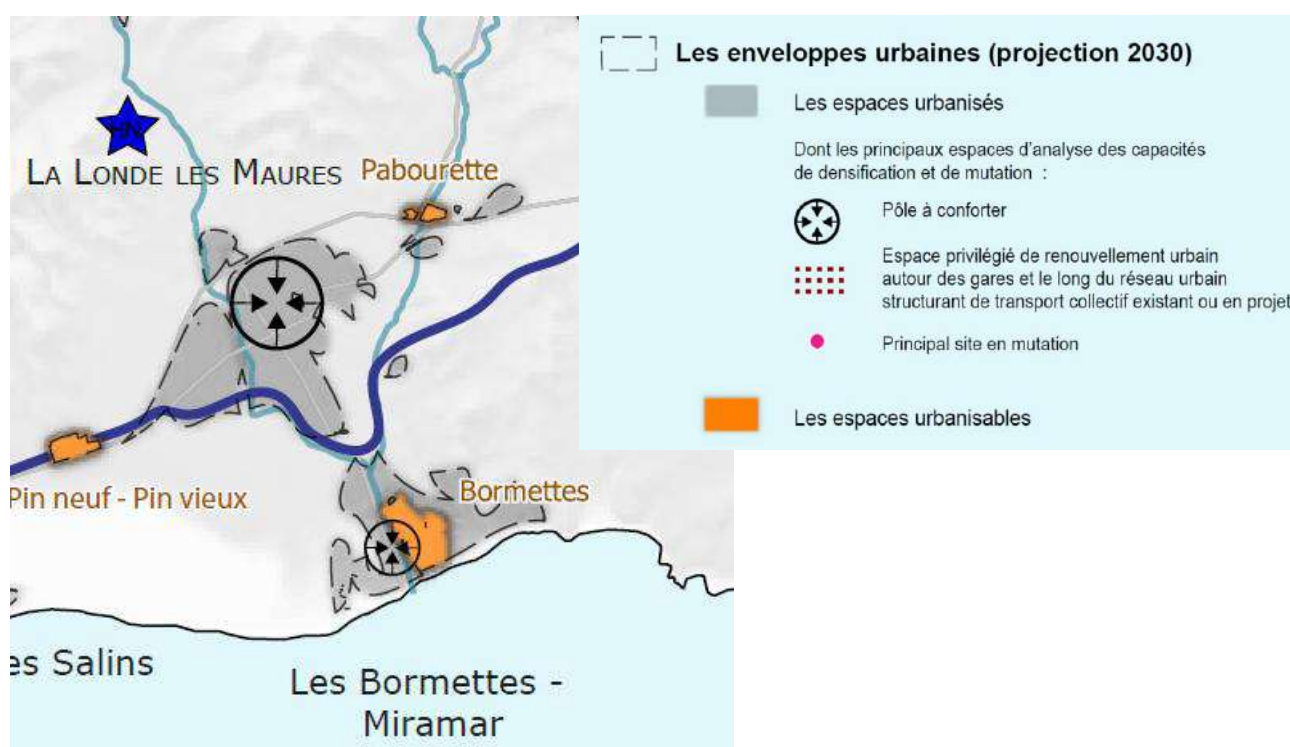 HN
LA LONDE LES MAURES
Pabourette
Pin neuf - Pin vieux
Bormettes
es Salins
Les Bormettes -
Miramar
Les enveloppes urbaines (projection 2030)
Les espaces urbanisés
Dont les principaux espaces d'analyse des capacités
de densification et de mutation :
Pôle à conforter
Espace privilégié de renouvellement urbain
autour des gares et le long du réseau urbain
structurant de transport collectif existant ou en projet
Principal site en mutation
Les espaces urbanisables